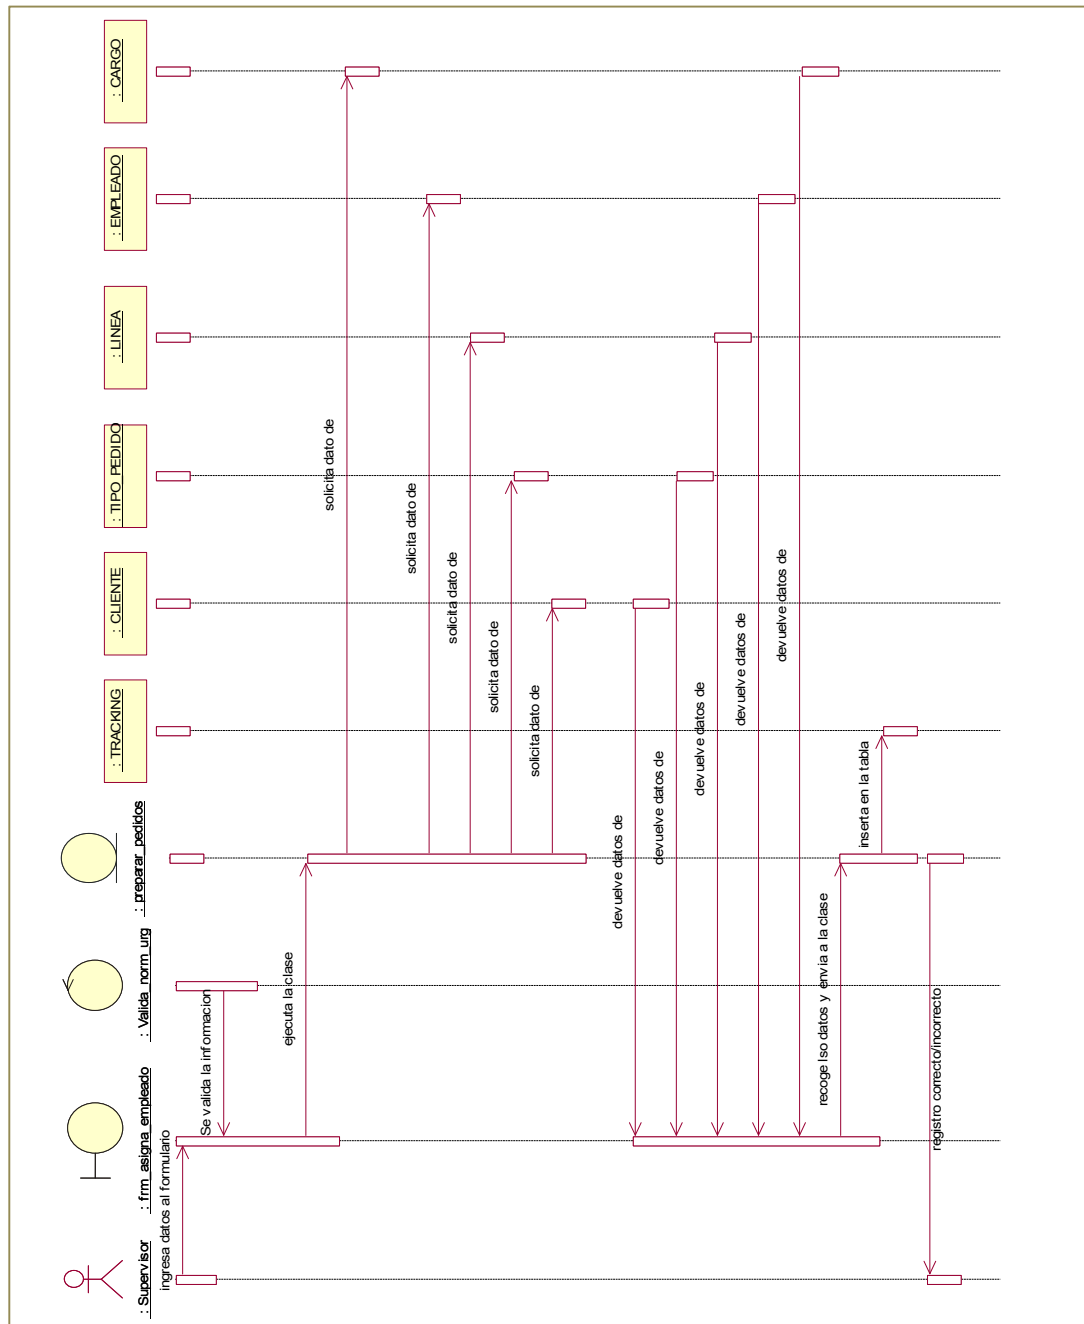 : Supervisor
: frm_asigna_empleado
: Valida_norm_urg
: preparar_pedidos
: TRACKING
: CLIENTE
: TIPO PEDIDO
: LINEA
: EMPLEADO
: CARGO
ingresa datos al formulario
Se valida la informacion
ejecuta la clase
solicita dato de
solicita dato de
solicita dato de
solicita dato de
solicita dato de
devuelve datos de
devuelve datos de
devuelve datos de
devuelve datos de
devuelve datos de
recoge lso datos y envia a la clase
inserta en la tabla
registro correcto/incorrecto